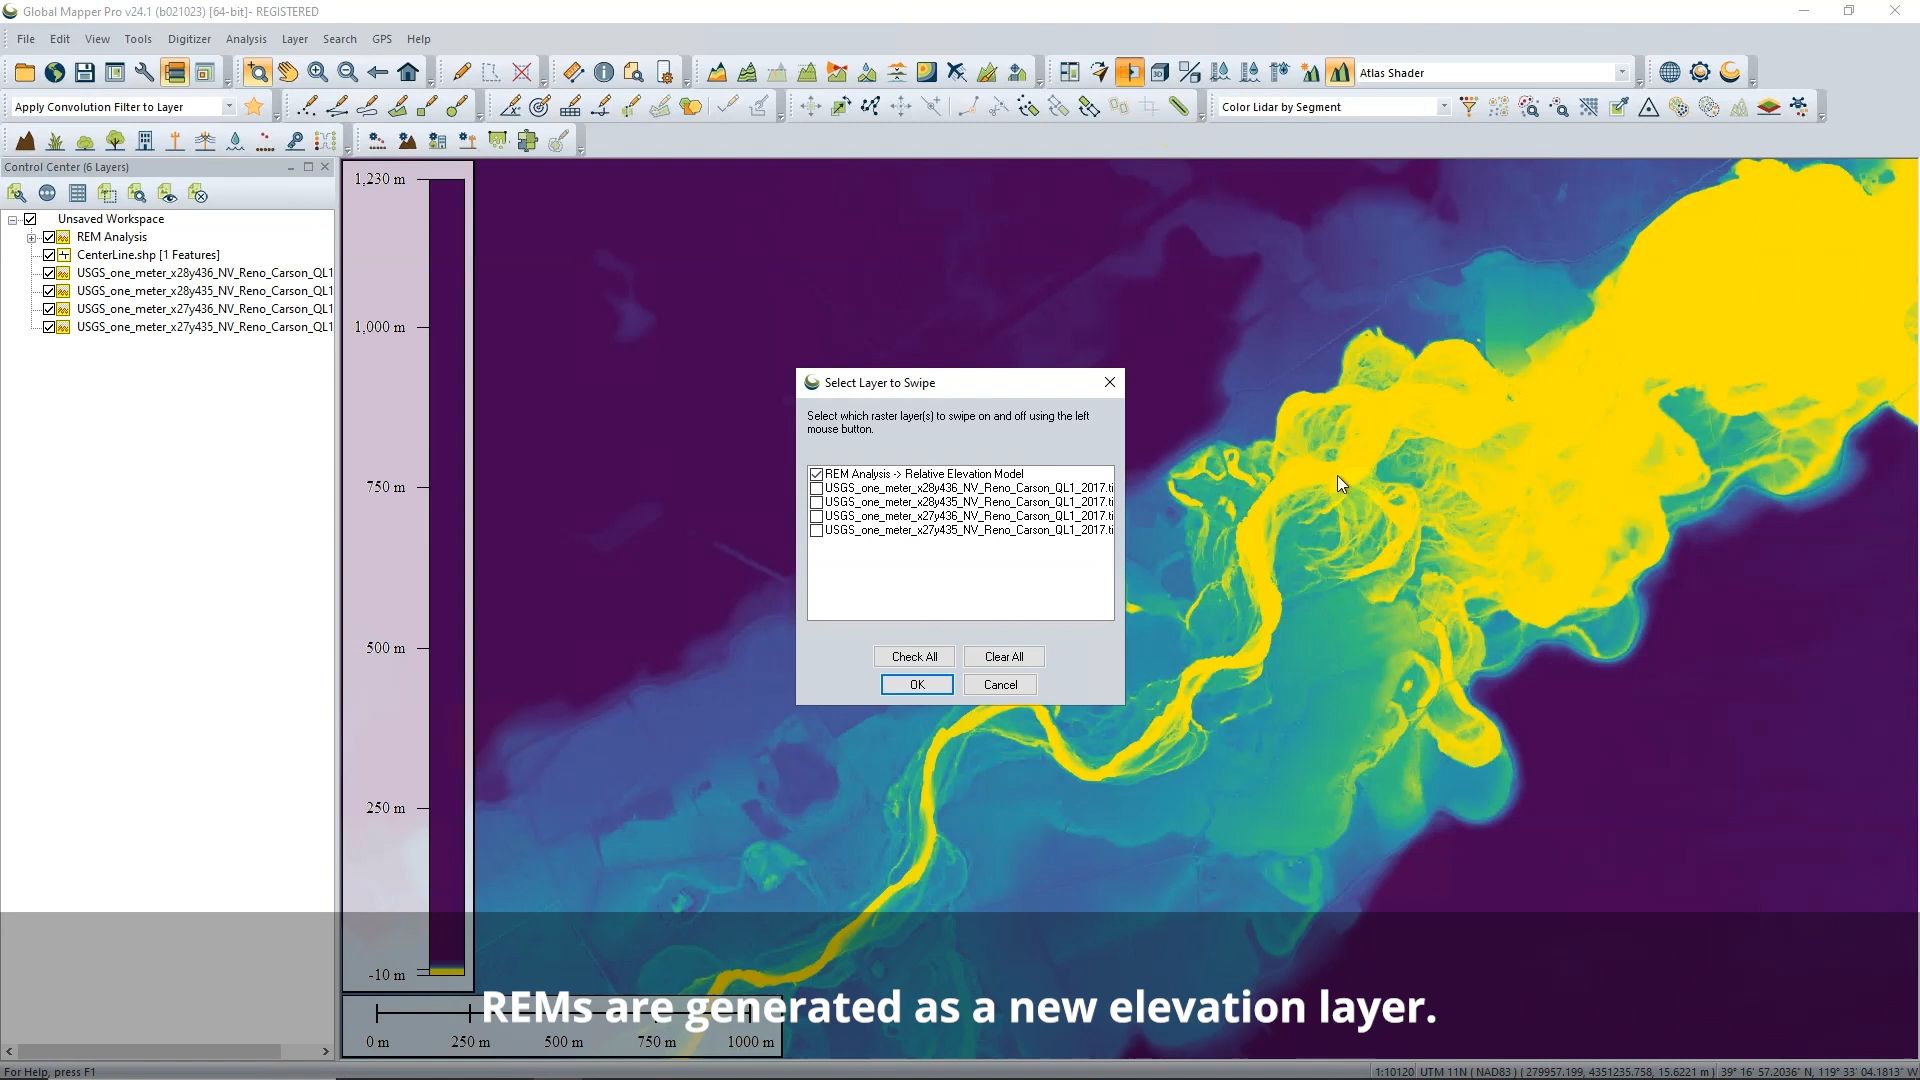 Global Mapper Pro v24.1 (b021023) [64-bit]- REGISTERED
File Edit View Tools Digitizer Analysis Layer Search GPS Help
Atlas Shader
Apply Convolution Filter to Layer
Color Lidar by Segment
Control Center (6 Layers)
Unsaved Workspace
REM Analysis
CenterLine.shp [1 Features]
USGS_one_meter_x28y436_NV_Reno_Carson_QL1
USGS_one_meter_x28y435_NV_Reno_Carson_QL1
USGS_one_meter_x27y436_NV_Reno_Carson_QL1
USGS_one_meter_x27y435_NV_Reno_Carson_QL1
1,230 m
1,000 m
750 m
500 m
250 m
-10 m
Select Layer to Swipe
Select which raster layer(s) to swipe on and off using the left
mouse button.
REM Analysis -> Relative Elevation Model
USGS_one_meter_x28y436_NV_Reno_Carson_QL1_2017.ti
USGS_one_meter_x28y435_NV_Reno_Carson_QL1_2017.ti
USGS_one_meter_x27y436_NV_Reno_Carson_QL1_2017.ti
USGS_one_meter_x27y435_NV_Reno_Carson_QL1_2017.ti
Check All Clear All
OK Cancel
REMs are generated as a new elevation layer.
0 m 250 m 500 m 750 m 1000 m
For Help, press F1
1:10120 UTM 11N ( NAD83 ) ( 279957.199, 4351235.758, 15.6221 m ) 39° 16' 57.2036" N, 119° 33' 04.1813" W